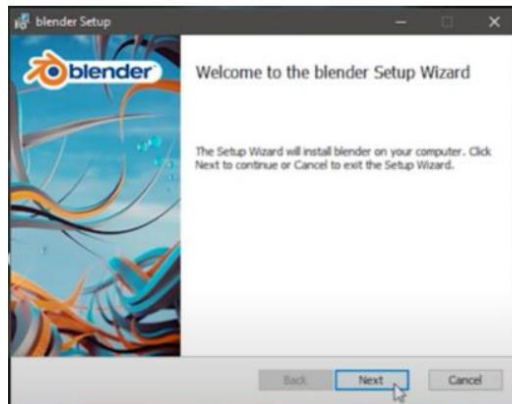 blender Setup
blender
Welcome to the blender Setup Wizard
The Setup Wizard will install blender on your computer. Click
Next to continue or Cancel to exit the Setup Wizard.
Back Next Cancel